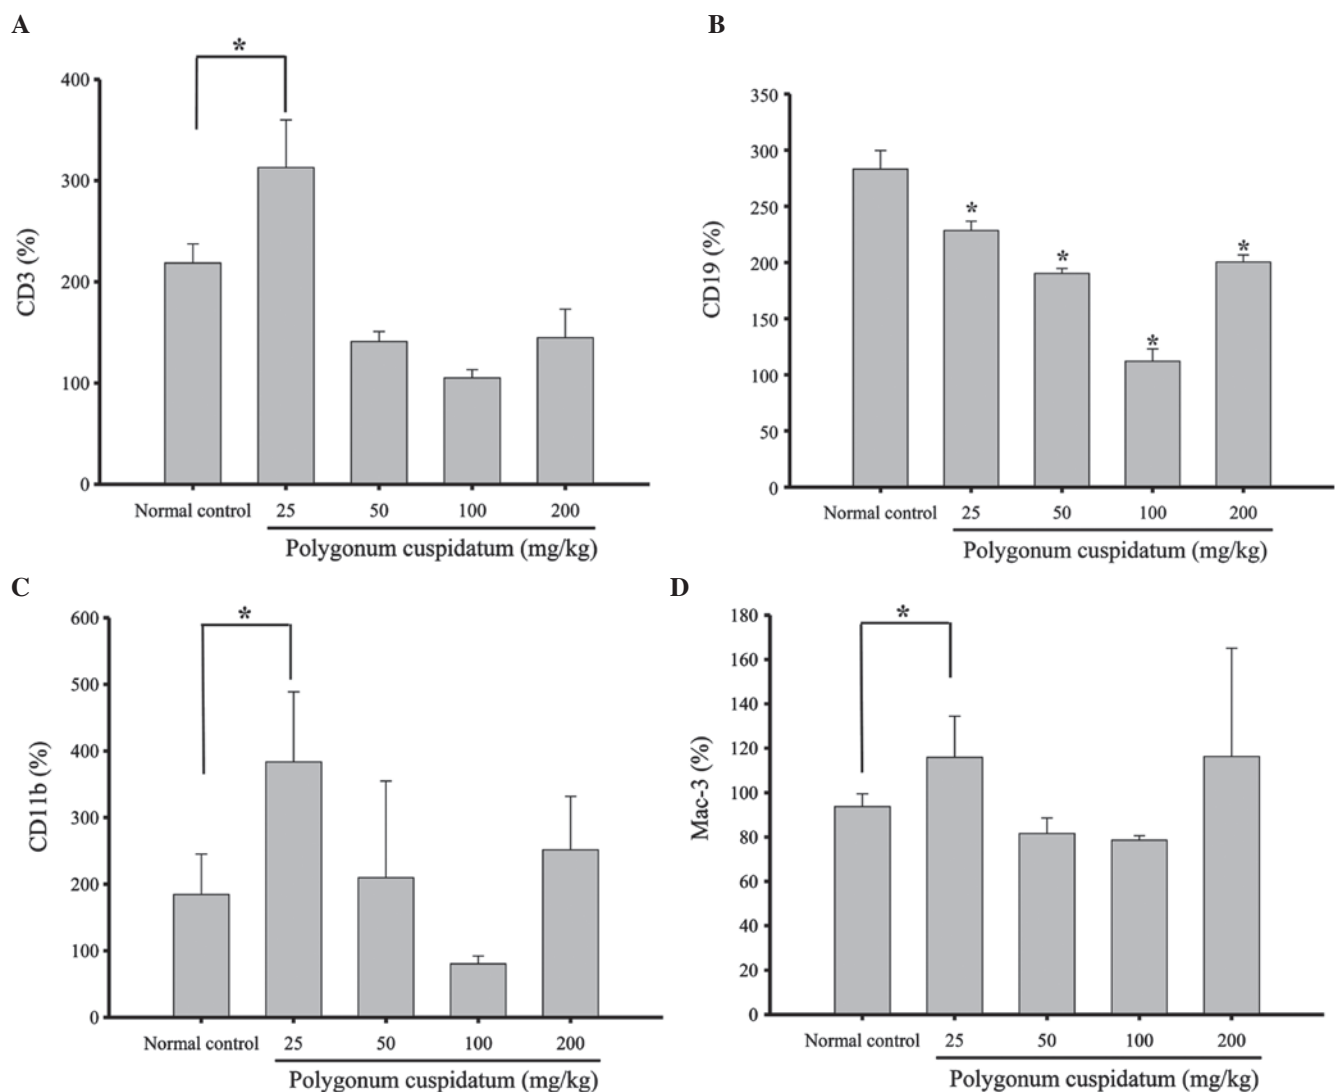 A
*
400
300
200
100
0
CD3 (%)
Normal control 25 50 100 200
Polygonum cuspidatum (mg/kg)
B
350
300
250
200
150
100
50
0
CD19 (%)
* * * *
Normal control 25 50 100 200
Polygonum cuspidatum (mg/kg)
C
*
600
500
400
300
200
100
0
CD11b (%)
Normal control 25 50 100 200
Polygonum cuspidatum (mg/kg)
D
*
180
160
140
120
100
80
60
40
20
0
Mac-3 (%)
Normal control 25 50 100 200
Polygonum cuspidatum (mg/kg)